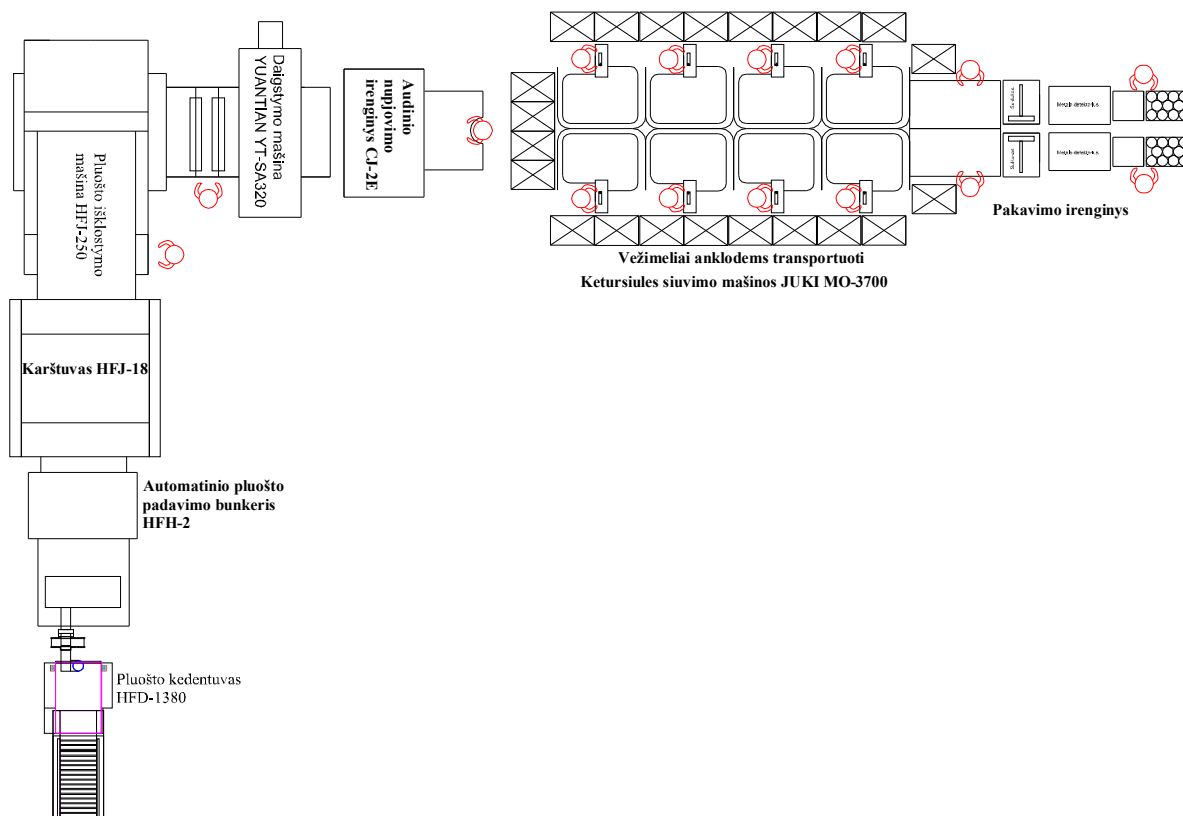 Daigstymo mašina
YUANTIAN YT-SA320
Audinio
nupjovimo
irenginys CJ-2E
Pluošto išklostymo
mašina HFJ-250
Pakavimo irenginys
Vežimeliai anklodems transportuoti
Ketursiules siuvimo mašinos JUKI MO-3700
Karštuvas HFJ-18
Automatinio pluošto
padavimo bunkeris
HFH-2
Pluošto kedentuvas
HFD-1380